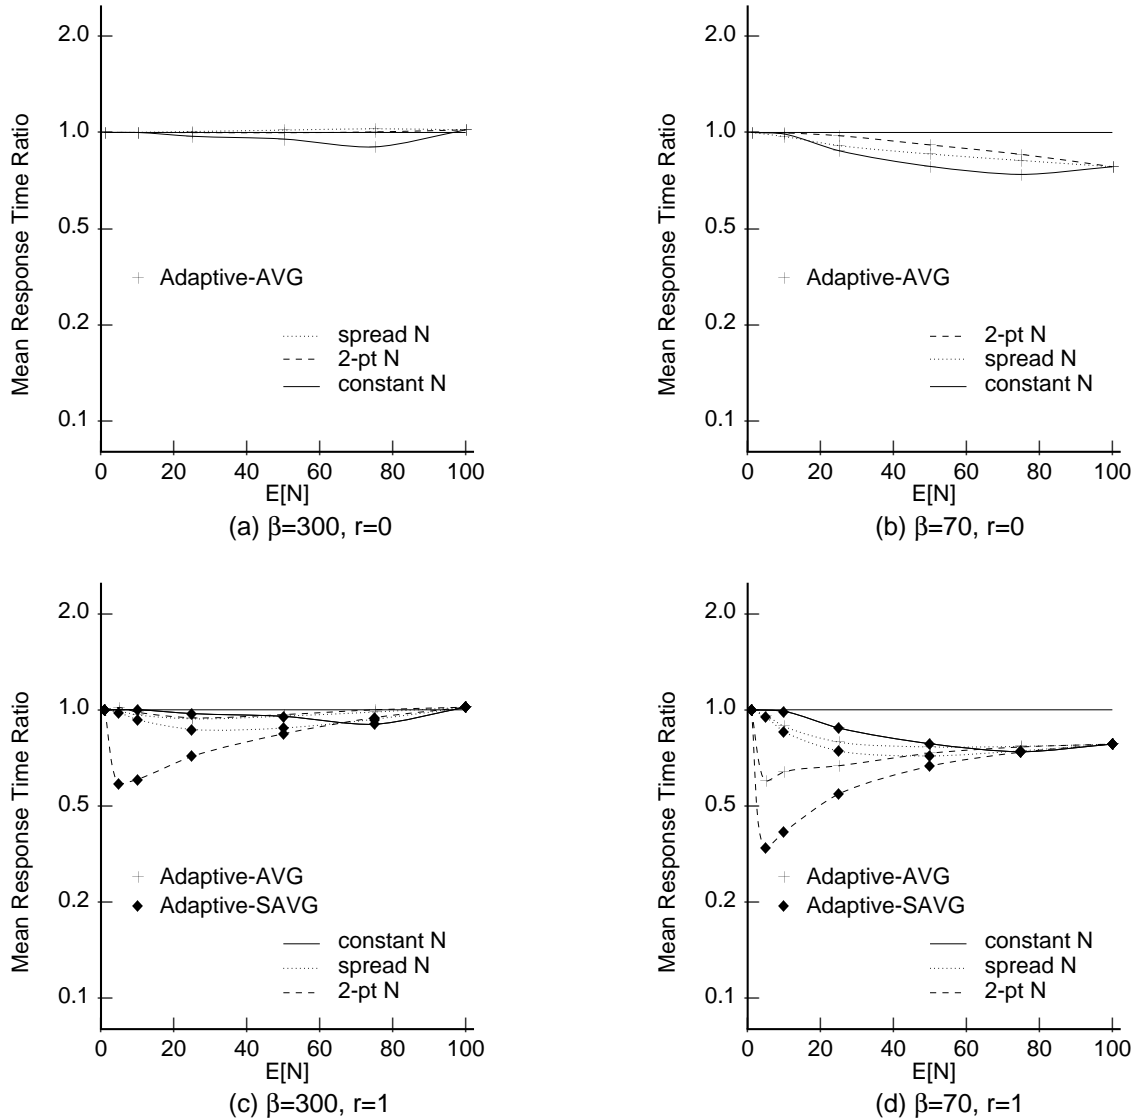 Mean Response Time Ratio
2.0
1.0
0.5
0.2
0.1
Adaptive-AVG
spread N
2-pt N
constant N
0 20 40 60 80 100
E[N]
(a) β=300, r=0
Mean Response Time Ratio
2.0
1.0
0.5
0.2
0.1
Adaptive-AVG
2-pt N
spread N
constant N
0 20 40 60 80 100
E[N]
(b) β=70, r=0
Mean Response Time Ratio
2.0
1.0
0.5
0.2
0.1
Adaptive-AVG
Adaptive-SAVG
constant N
spread N
2-pt N
0 20 40 60 80 100
E[N]
(c) β=300, r=1
Mean Response Time Ratio
2.0
1.0
0.5
0.2
0.1
Adaptive-AVG
Adaptive-SAVG
constant N
spread N
2-pt N
0 20 40 60 80 100
E[N]
(d) β=70, r=1